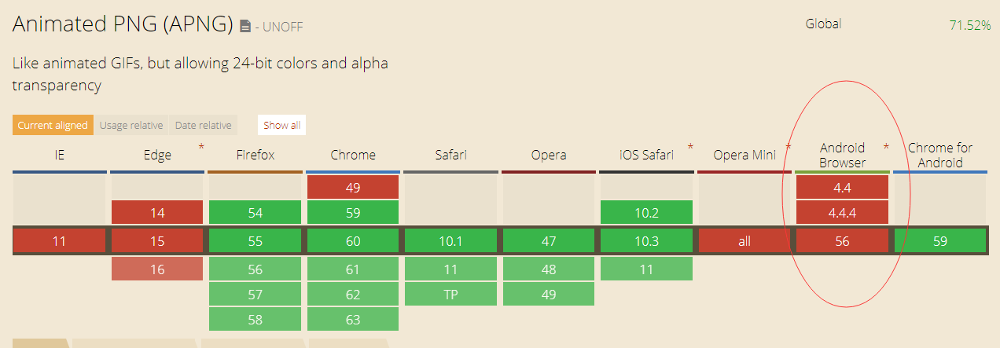 Animated PNG (APNG) - UNOFF
Global 71.52%
Like animated GIFs, but allowing 24-bit colors and alpha
transparency
Current aligned Usage relative Date relative Show all
IE Edge * Firefox Chrome Safari Opera iOS Safari * Opera Mini * Android Browser * Chrome for Android
49 4.4
14 54 59 10.2 4.4.4
11 15 55 60 10.1 47 10.3 all 56 59
16 56 61 11 48 11
57 62 TP 49
58 63